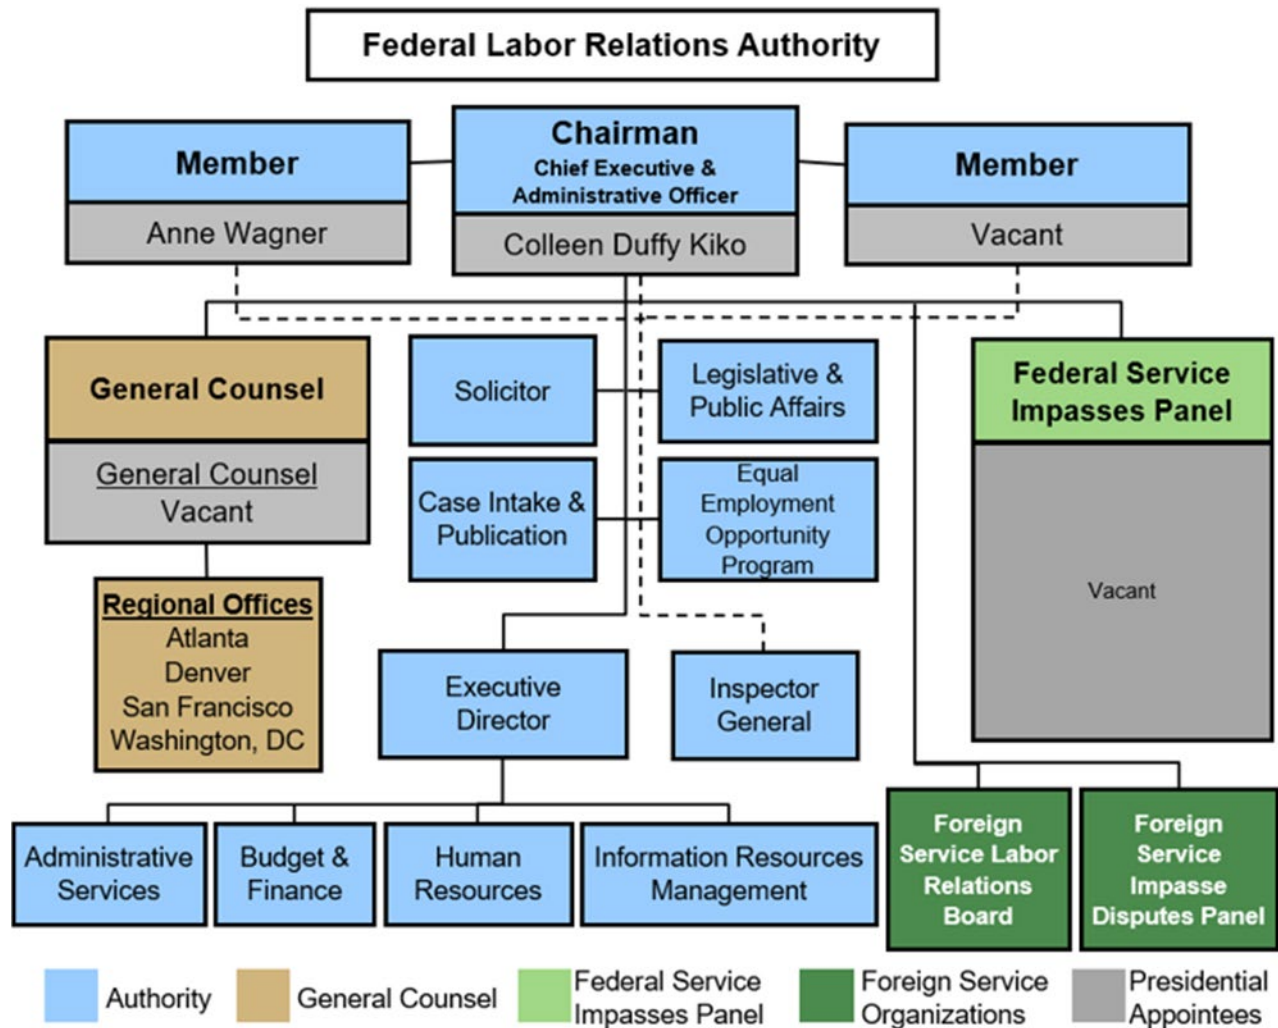 Federal Labor Relations Authority
Member
Anne Wagner
Chairman
Chief Executive &
Administrative Officer
Colleen Duffy Kiko
Member
Vacant
General Counsel
General Counsel
Vacant
Regional Offices
Atlanta
Denver
San Francisco
Washington, DC
Solicitor
Legislative &
Public Affairs
Case Intake &
Publication
Equal
Employment
Opportunity
Program
Federal Service
Impasses Panel
Vacant
Executive
Director
Inspector
General
Administrative
Services
Budget &
Finance
Human
Resources
Information Resources
Management
Foreign
Service Labor
Relations
Board
Foreign
Service
Impasse
Disputes Panel
Authority
General Counsel
Federal Service
Impasses Panel
Foreign Service
Organizations
Presidential
Appointees